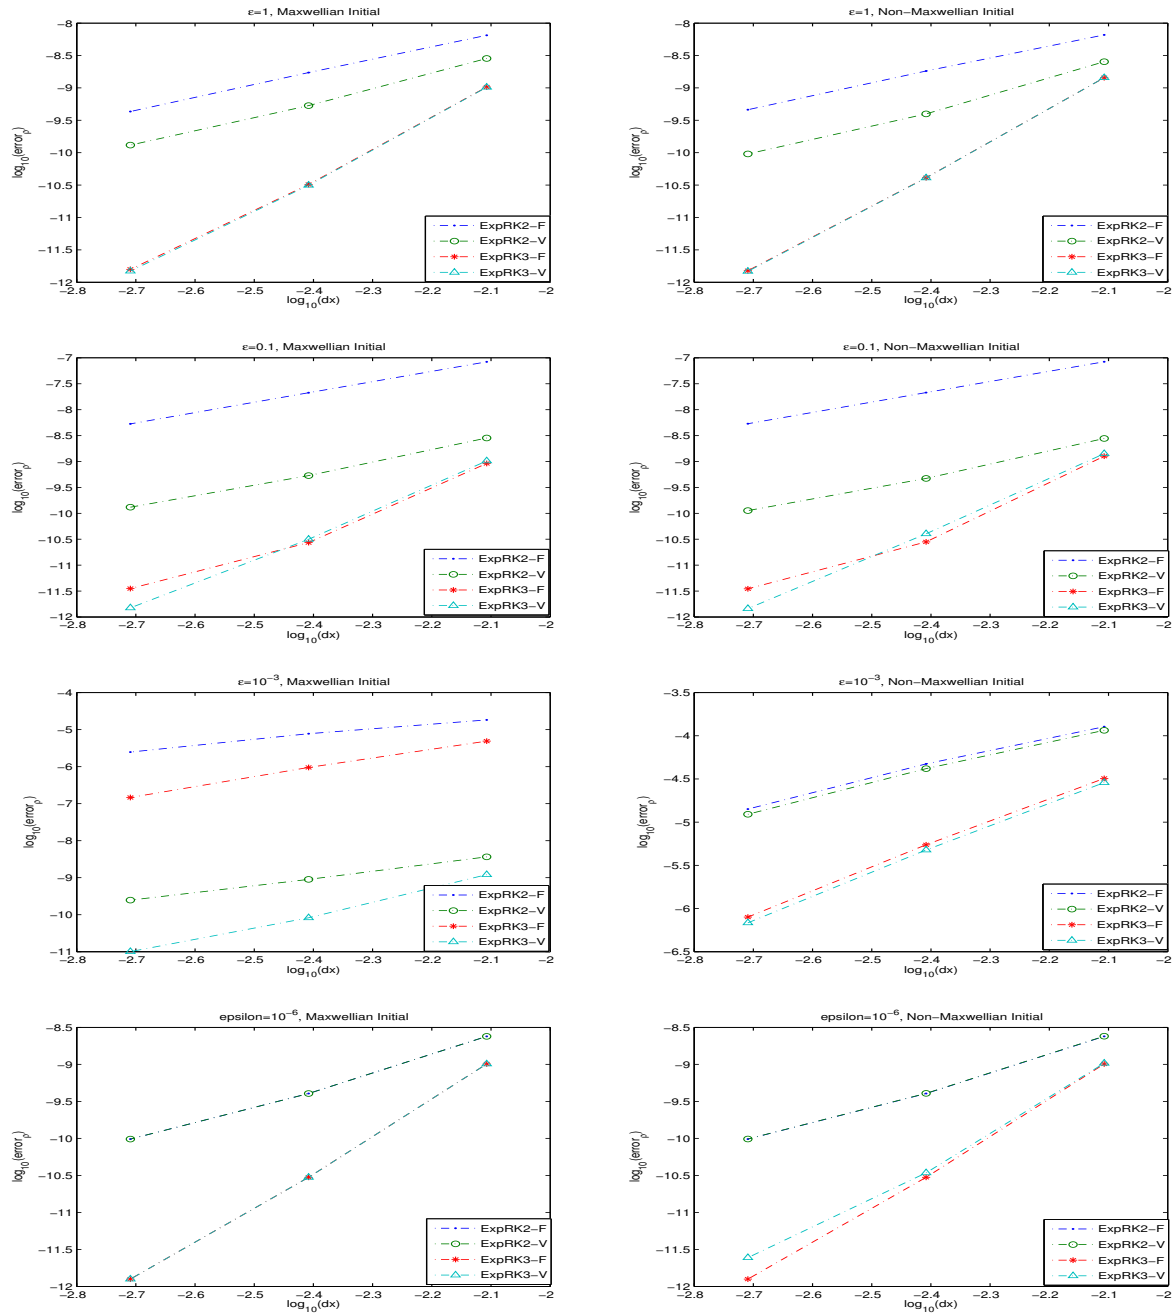 ε=1, Maxwellian Initial
−8
−8.5
−9
−9.5
−10
−10.5
−11
−11.5
−12
log10(errorρ)
−2.8 −2.7 −2.6 −2.5 −2.4 −2.3 −2.2 −2.1 −2
log10(dx)
ExpRK2−F
ExpRK2−V
ExpRK3−F
ExpRK3−V
ε=1, Non−Maxwellian Initial
−8
−8.5
−9
−9.5
−10
−10.5
−11
−11.5
−12
log10(errorρ)
−2.8 −2.7 −2.6 −2.5 −2.4 −2.3 −2.2 −2.1 −2
log10(dx)
ExpRK2−F
ExpRK2−V
ExpRK3−F
ExpRK3−V
ε=0.1, Maxwellian Initial
−7
−7.5
−8
−8.5
−9
−9.5
−10
−10.5
−11
−11.5
−12
log10(errorρ)
−2.8 −2.7 −2.6 −2.5 −2.4 −2.3 −2.2 −2.1 −2
log10(dx)
ExpRK2−F
ExpRK2−V
ExpRK3−F
ExpRK3−V
ε=0.1, Non−Maxwellian Initial
−7
−7.5
−8
−8.5
−9
−9.5
−10
−10.5
−11
−11.5
−12
log10(errorρ)
−2.8 −2.7 −2.6 −2.5 −2.4 −2.3 −2.2 −2.1 −2
log10(dx)
ExpRK2−F
ExpRK2−V
ExpRK3−F
ExpRK3−V
ε=10−3, Maxwellian Initial
−4
−5
−6
−7
−8
−9
−10
−11
log10(errorρ)
−2.8 −2.7 −2.6 −2.5 −2.4 −2.3 −2.2 −2.1 −2
log10(dx)
ExpRK2−F
ExpRK2−V
ExpRK3−F
ExpRK3−V
ε=10−3, Non−Maxwellian Initial
−3.5
−4
−4.5
−5
−5.5
−6
−6.5
log10(errorρ)
−2.8 −2.7 −2.6 −2.5 −2.4 −2.3 −2.2 −2.1 −2
log10(dx)
ExpRK2−F
ExpRK2−V
ExpRK3−F
ExpRK3−V
epsilon=10−6, Maxwellian Initial
−8.5
−9
−9.5
−10
−10.5
−11
−11.5
−12
log10(errorρ)
−2.8 −2.7 −2.6 −2.5 −2.4 −2.3 −2.2 −2.1 −2
log10(dx)
ExpRK2−F
ExpRK2−V
ExpRK3−F
ExpRK3−V
epsilon=10−6, Non−Maxwellian Initial
−8.5
−9
−9.5
−10
−10.5
−11
−11.5
−12
log10(errorρ)
−2.8 −2.7 −2.6 −2.5 −2.4 −2.3 −2.2 −2.1 −2
log10(dx)
ExpRK2−F
ExpRK2−V
ExpRK3−F
ExpRK3−V